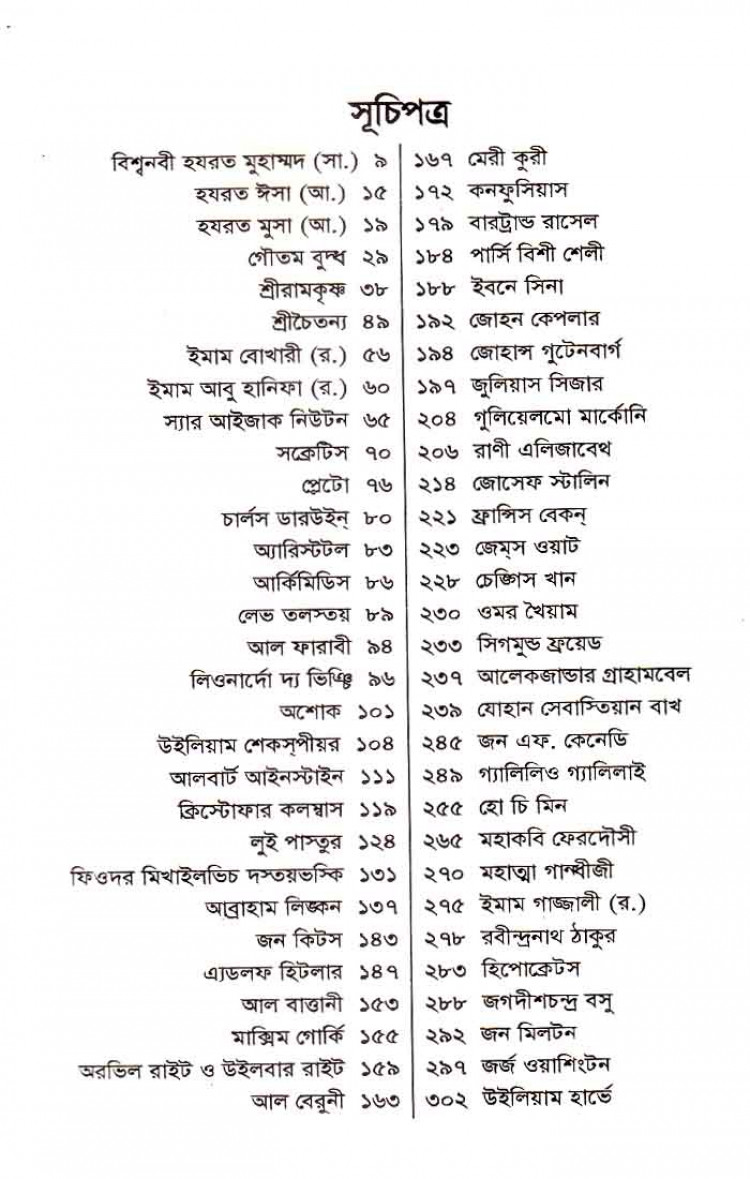 সূচিপত্র
বিশ্বনবী হযরত মুহাম্মদ (সা.) ৯
হযরত ঈসা (আ.) ১৫
হযরত মুসা (আ.) ১৯
গৌতম বুদ্ধ ২৯
শ্রীরামকৃষ্ণ ৩৮
শ্রীচৈতন্য ৪৯
ইমাম বোখারী (র.) ৫৬
ইমাম আবু হানিফা (র.) ৬০
স্যার আইজাক নিউটন ৬৫
সক্রেটিস ৭০
প্লেটো ৭৬
চার্লস ডারউইন্ ৮০
অ্যারিস্টটল ৮৩
আর্কিমিডিস ৮৬
লেভ তলস্তয় ৮৯
আল ফারাবী ৯৪
লিওনার্দো দ্য ভিঞ্চি ৯৬
অশোক ১০১
উইলিয়াম শেকস্পীয়র ১০৪
আলবার্ট আইনস্টাইন ১১১
ক্রিস্টোফার কলম্বাস ১১৯
লুই পাস্তুর ১২৪
ফিওদর মিখাইলভিচ দস্তয়ভস্কি ১৩১
আব্রাহাম লিঙ্কন ১৩৭
জন কিটস ১৪৩
এ্যাডলফ হিটলার ১৪৭
আল বাত্তানী ১৫৩
মাক্সিম গোর্কি ১৫৫
অরভিল রাইট ও উইলবার রাইট ১৫৯
আল বেরুনী ১৬৩
১৬৭ মেরী কুরী
১৭২ কনফুসিয়াস
১৭৯ বারট্রান্ড রাসেল
১৮৪ পার্সি বিশী শেলী
১৮৮ ইবনে সিনা
১৯২ জোহন কেপলার
১৯৪ জোহান্স গুটেনবার্গ
১৯৭ জুলিয়াস সিজার
২০৪ গুলিয়েলমো মার্কোনি
২০৬ রাণী এলিজাবেথ
২১৪ জোসেফ স্টালিন
২২১ ফ্রান্সিস বেকন্
২২৩ জেম্স ওয়াট
২২৮ চেঙ্গিস খান
২৩০ ওমর খৈয়াম
২৩৩ সিগমুন্ড ফ্রয়েড
২৩৭ আলেকজান্ডার গ্রাহামবেল
২৩৯ যোহান সেবাস্তিয়ান বাখ
২৪৫ জন এফ. কেনেডি
২৪৯ গ্যালিলিও গ্যালিলাই
২৫৫ হো চি মিন
২৬৫ মহাকবি ফেরদৌসী
২৭০ মহাত্মা গান্ধীজী
২৭৫ ইমাম গাজ্জালী (র.)
২৭৮ রবীন্দ্রনাথ ঠাকুর
২৮৩ হিপোক্রেটস
২৮৮ জগদীশচন্দ্র বসু
২৯২ জন মিলটন
২৯৭ জর্জ ওয়াশিংটন
৩০২ উইলিয়াম হার্ভে